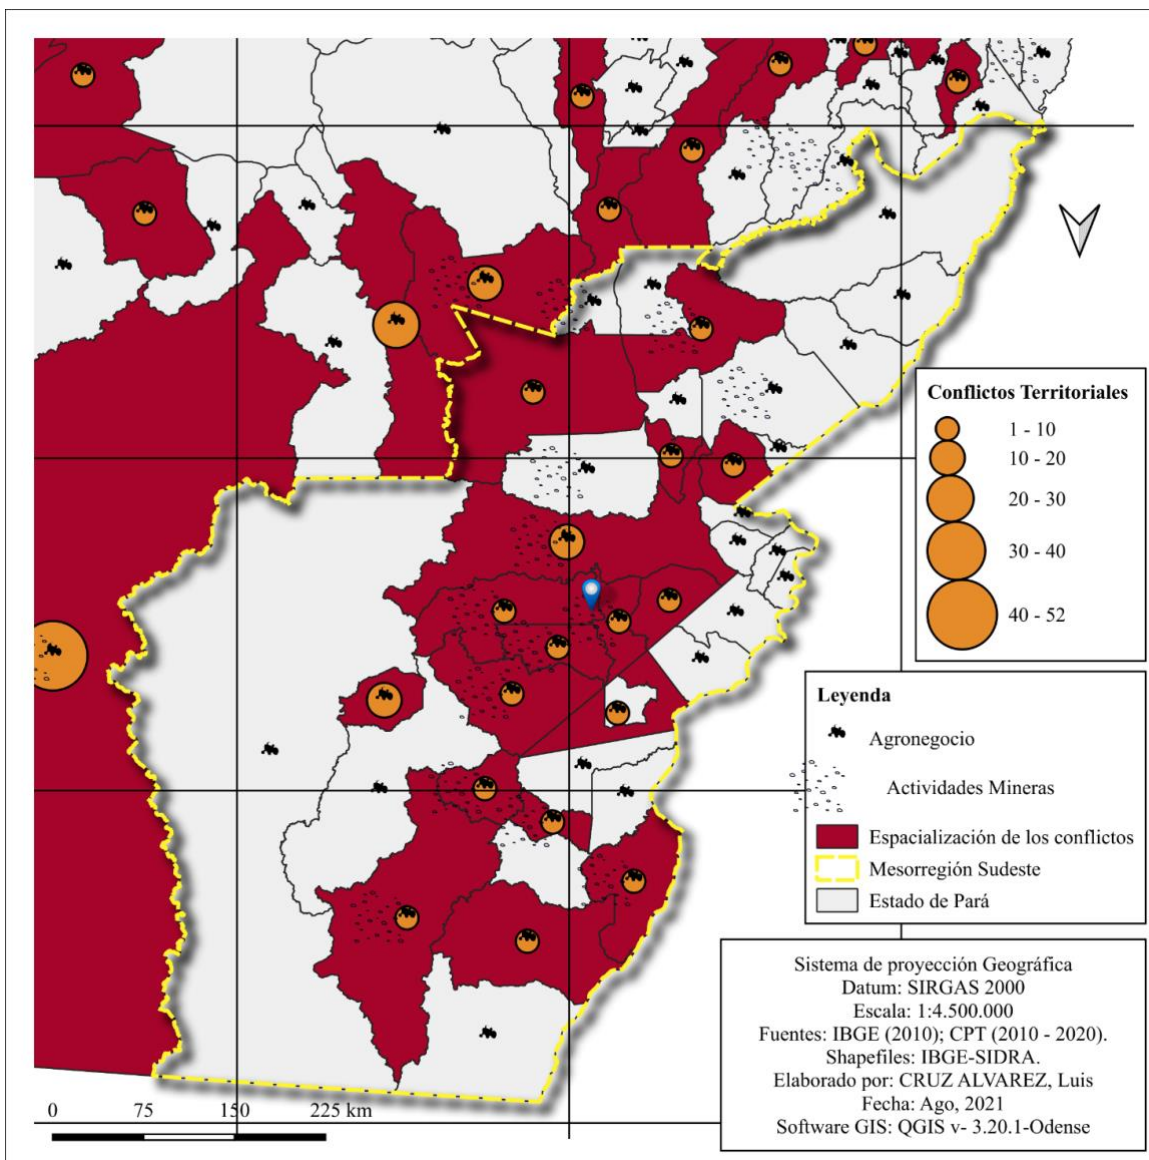 Conflictos Territoriales
1 - 10
10 - 20
20 - 30
30 - 40
40 - 52
Leyenda
Agronegocio
Actividades Mineras
Espacialización de los conflictos
Mesorregión Sudeste
Estado de Pará
Sistema de proyección Geográfica
Datum: SIRGAS 2000
Escala: 1:4.500.000
Fuentes: IBGE (2010); CPT (2010 - 2020).
Shapefiles: IBGE-SIDRA.
Elaborado por: CRUZ ALVAREZ, Luis
Fecha: Ago, 2021
Software GIS: QGIS v- 3.20.1-Odense
0 75 150 225 km